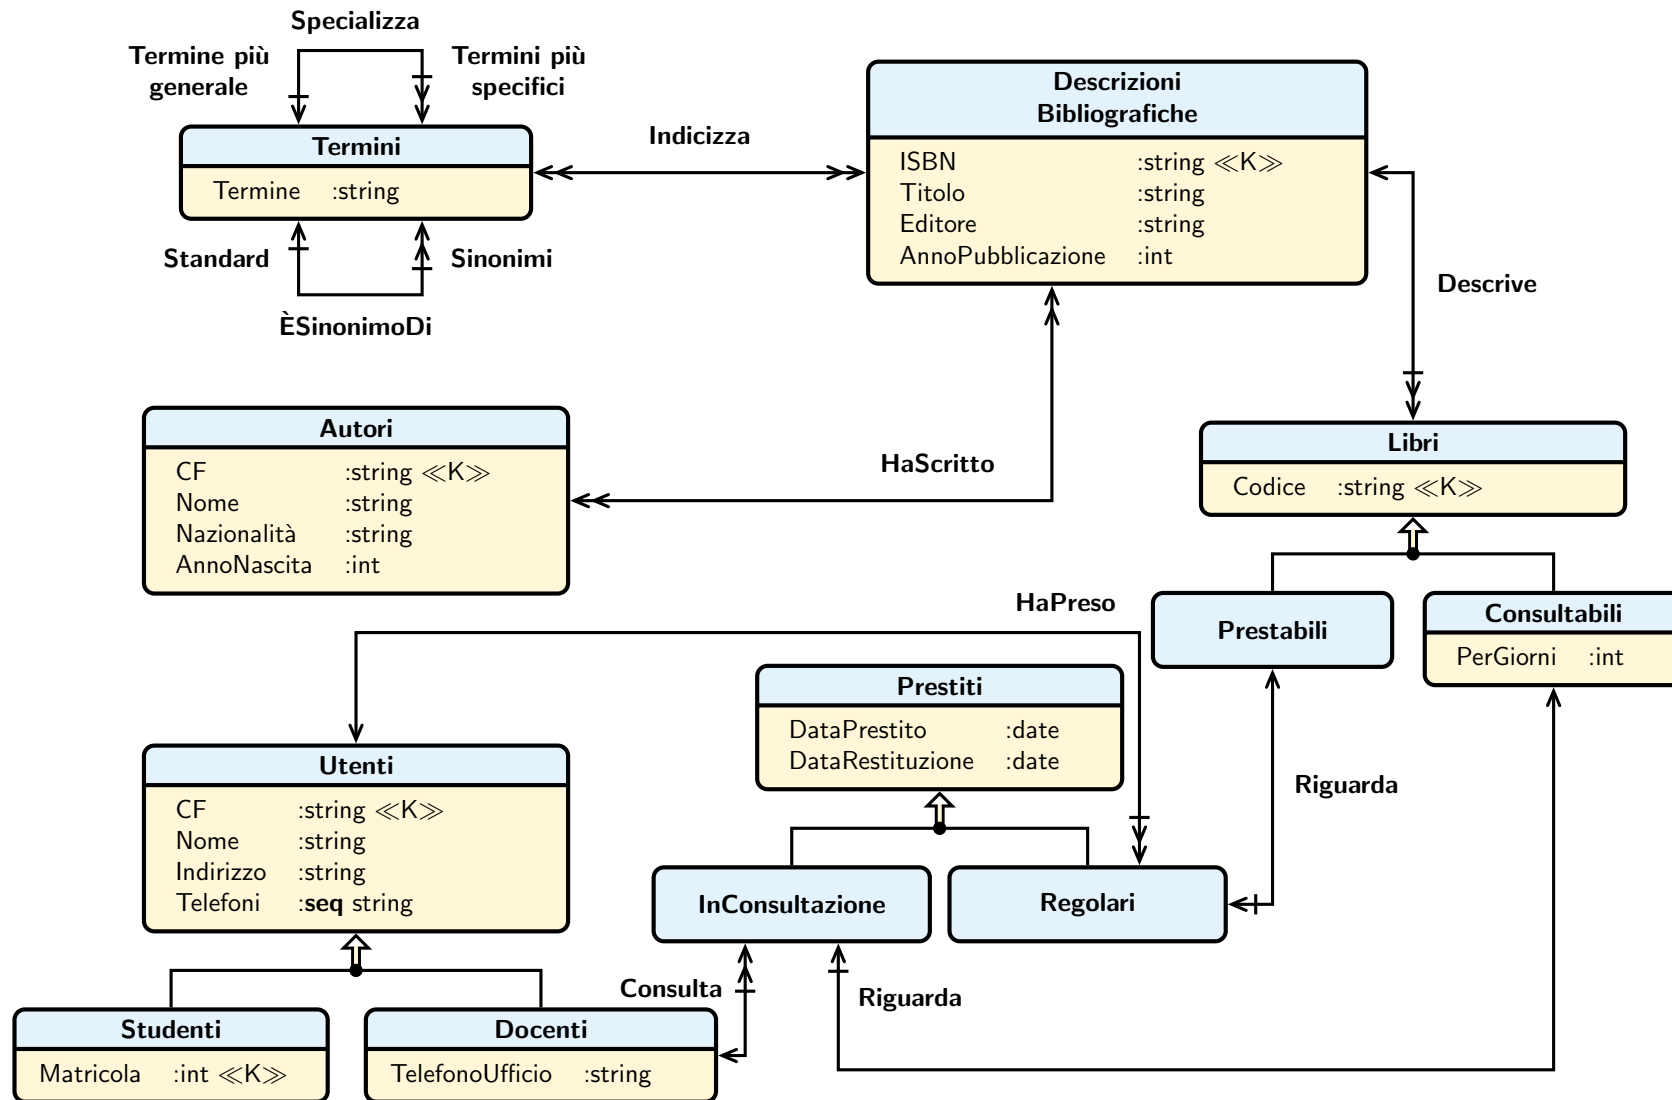 Specializza
Termine più
generale
Termini più
specifici
Termini
Termine :string
Standard
Sinonimi
ÈSinonimoDi
Indicizza
Descrizioni
Bibliografiche
ISBN :string ≪K≫
Titolo :string
Editore :string
AnnoPubblicazione :int
Descrive
HaScritto
Autori
CF :string ≪K≫
Nome :string
Nazionalità :string
AnnoNascita :int
Libri
Codice :string ≪K≫
HaPreso
Prestabili
Consultabili
PerGiorni :int
Prestiti
DataPrestito :date
DataRestituzione :date
Riguarda
Utenti
CF :string ≪K≫
Nome :string
Indirizzo :string
Telefoni :seq string
InConsultazione
Regolari
Consulta
Riguarda
Studenti
Matricola :int ≪K≫
Docenti
TelefonoUfficio :string